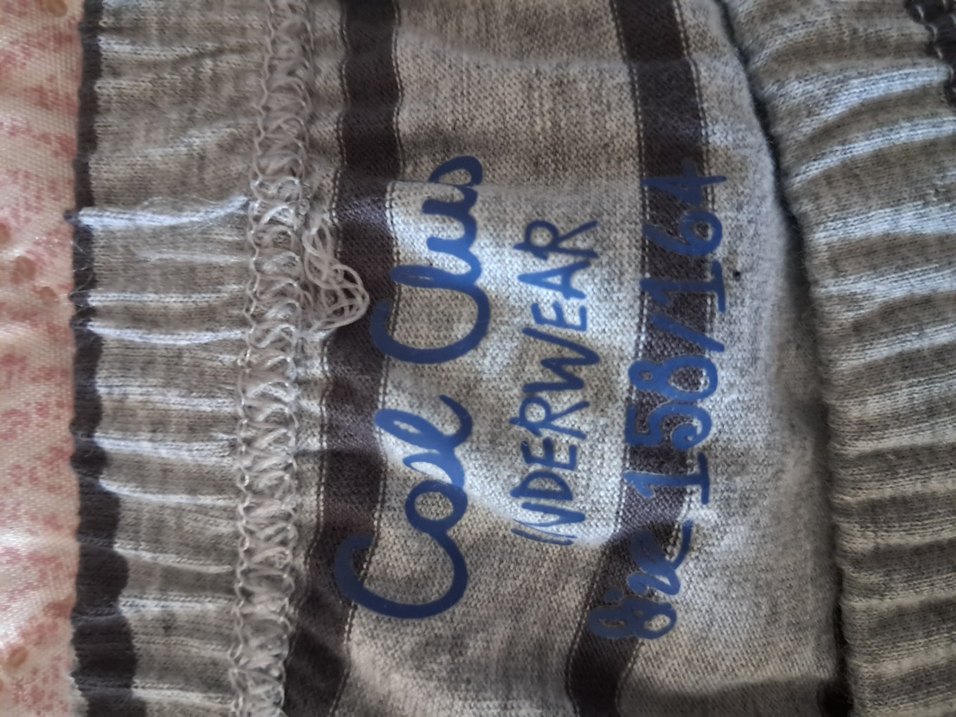 Cool Club
UNDERWEAR
Size 158/164